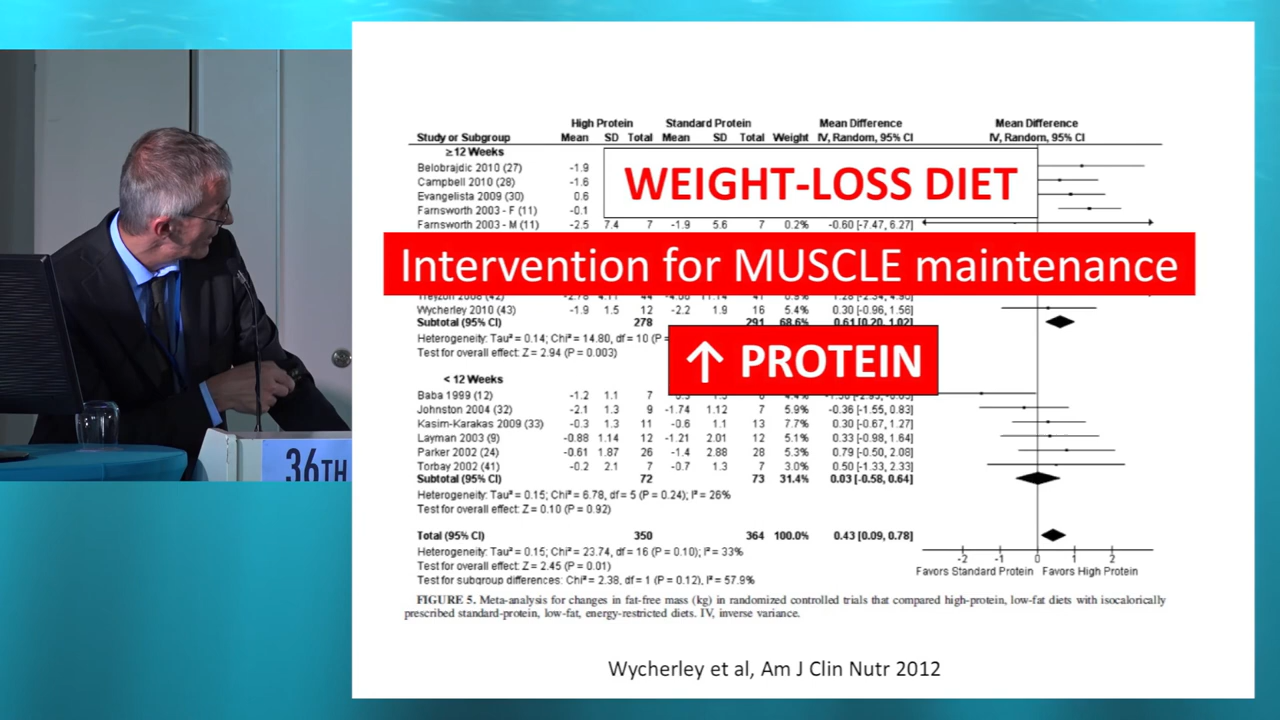 High Protein Standard Protein Mean Difference Mean Difference
Study or Subgroup Mean SD Total Mean SD Total Weight IV, Random, 95% CI IV, Random, 95% CI
≥12 Weeks
Belobrajdic 2010 (27) -1.9
Campbell 2010 (28) -1.6
Evangelista 2009 (30) 0.6
Farnsworth 2003 - F (11) -0.1
WEIGHT-LOSS DIET
Farnsworth 2003 - M (11) -2.5 7.4 7 -1.9 5.6 7 0.2% -0.60 [-7.47, 6.27]
Intervention for MUSCLE maintenance
Wycherley 2010 (43) -1.9 1.5 12 -2.2 1.9 16 5.4% 0.30 [-0.96, 1.56]
Subtotal (95% CI) 278 291 68.6% 0.61 [0.20, 1.02]
Heterogeneity: Tau² = 0.14; Chi² = 14.80, df = 10 (P =
Test for overall effect: Z = 2.94 (P = 0.003)
↑ PROTEIN
< 12 Weeks
Baba 1999 (12) -1.2 1.1 7
Johnston 2004 (32) -2.1 1.3 9 -1.74 1.12 7 5.9% -0.36 [-1.55, 0.83]
Kasim-Karakas 2009 (33) -0.3 1.3 11 -0.6 1.1 13 7.7% 0.30 [-0.67, 1.27]
Layman 2003 (9) -0.88 1.14 12 -1.21 2.01 12 5.1% 0.33 [-0.98, 1.64]
Parker 2002 (24) -0.61 1.87 26 -1.4 2.88 28 5.3% 0.79 [-0.50, 2.08]
Torbay 2002 (41) -0.2 2.1 7 -0.7 1.3 7 3.0% 0.50 [-1.33, 2.33]
Subtotal (95% CI) 72 73 31.4% 0.03 [-0.58, 0.64]
Heterogeneity: Tau² = 0.15; Chi² = 6.78, df = 5 (P = 0.24); I² = 26%
Test for overall effect: Z = 0.10 (P = 0.92)
Total (95% CI) 350 364 100.0% 0.43 [0.09, 0.78]
Heterogeneity: Tau² = 0.15; Chi² = 23.74, df = 16 (P = 0.10); I² = 33%
Test for overall effect: Z = 2.45 (P = 0.01)
Test for subgroup differences: Chi² = 2.38, df = 1 (P = 0.12), I² = 57.9%
-2 -1 0 1 2
Favors Standard Protein Favors High Protein
FIGURE 5. Meta-analysis for changes in fat-free mass (kg) in randomized controlled trials that compared high-protein, low-fat diets with isocalorically
prescribed standard-protein, low-fat, energy-restricted diets. IV, inverse variance.
Wycherley et al, Am J Clin Nutr 2012
36TH